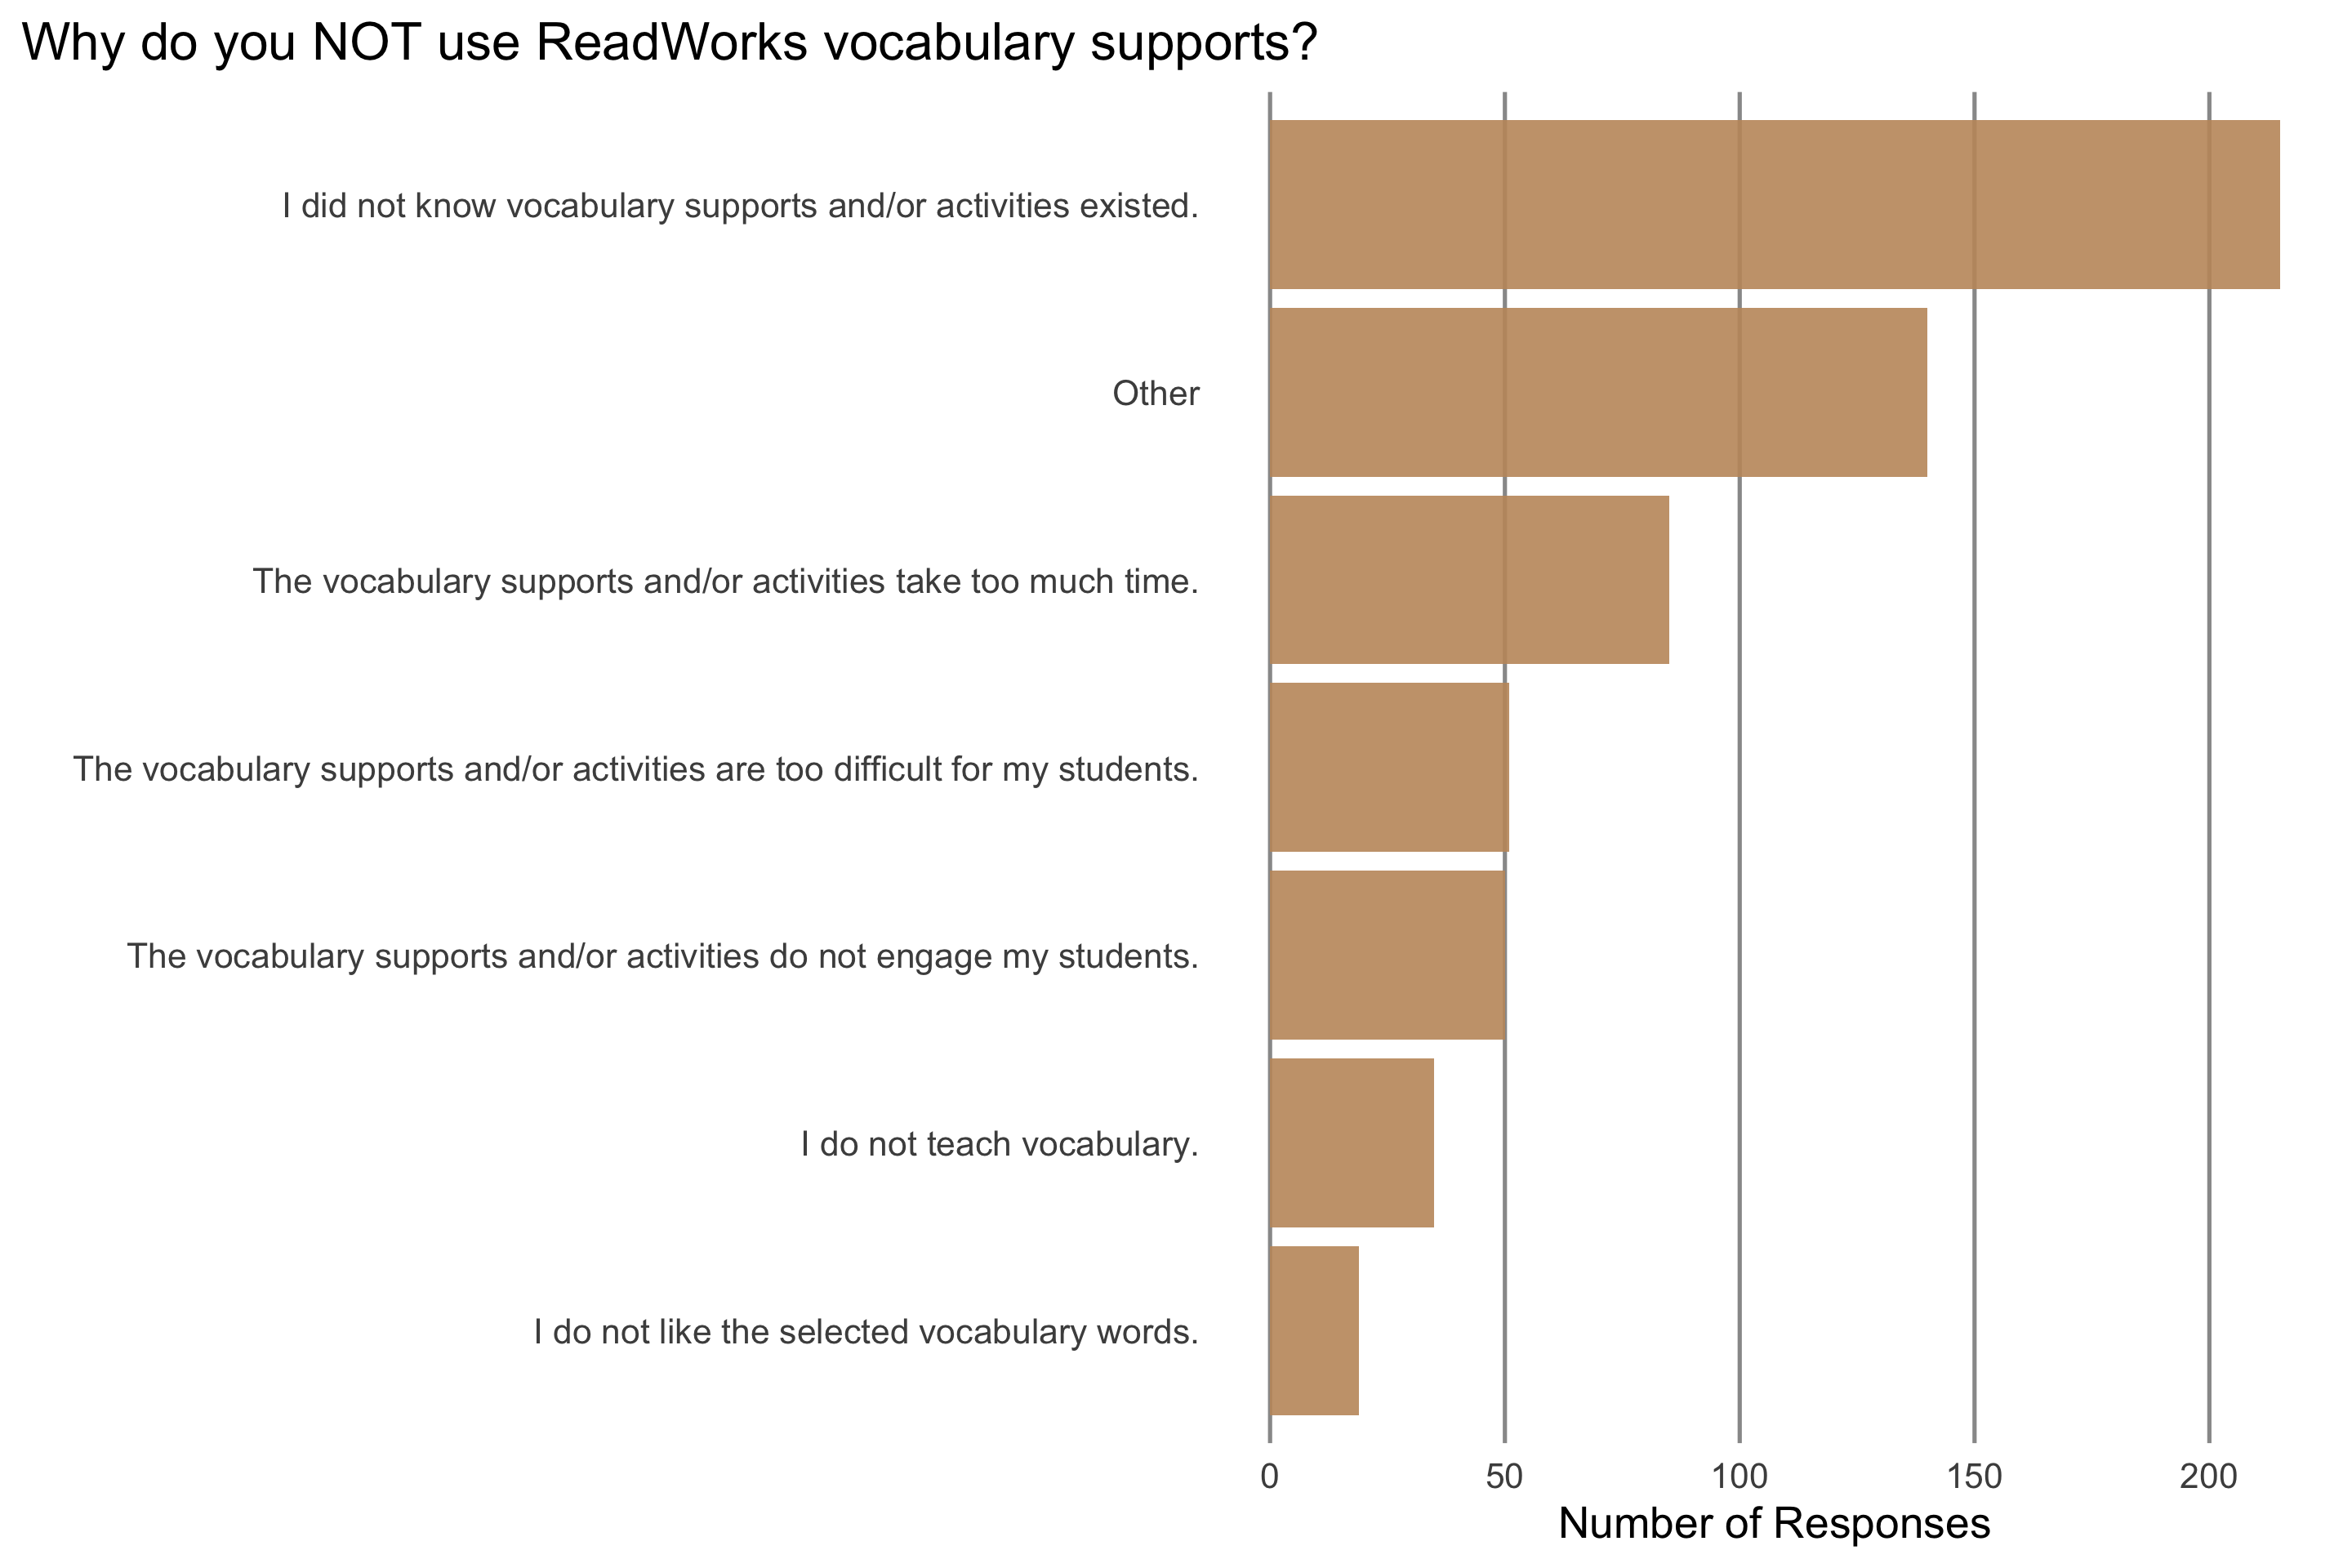 Why do you NOT use ReadWorks vocabulary supports?
I did not know vocabulary supports and/or activities existed.
Other
The vocabulary supports and/or activities take too much time.
The vocabulary supports and/or activities are too difficult for my students.
The vocabulary supports and/or activities do not engage my students.
I do not teach vocabulary.
I do not like the selected vocabulary words.
0 50 100 150 200
Number of Responses